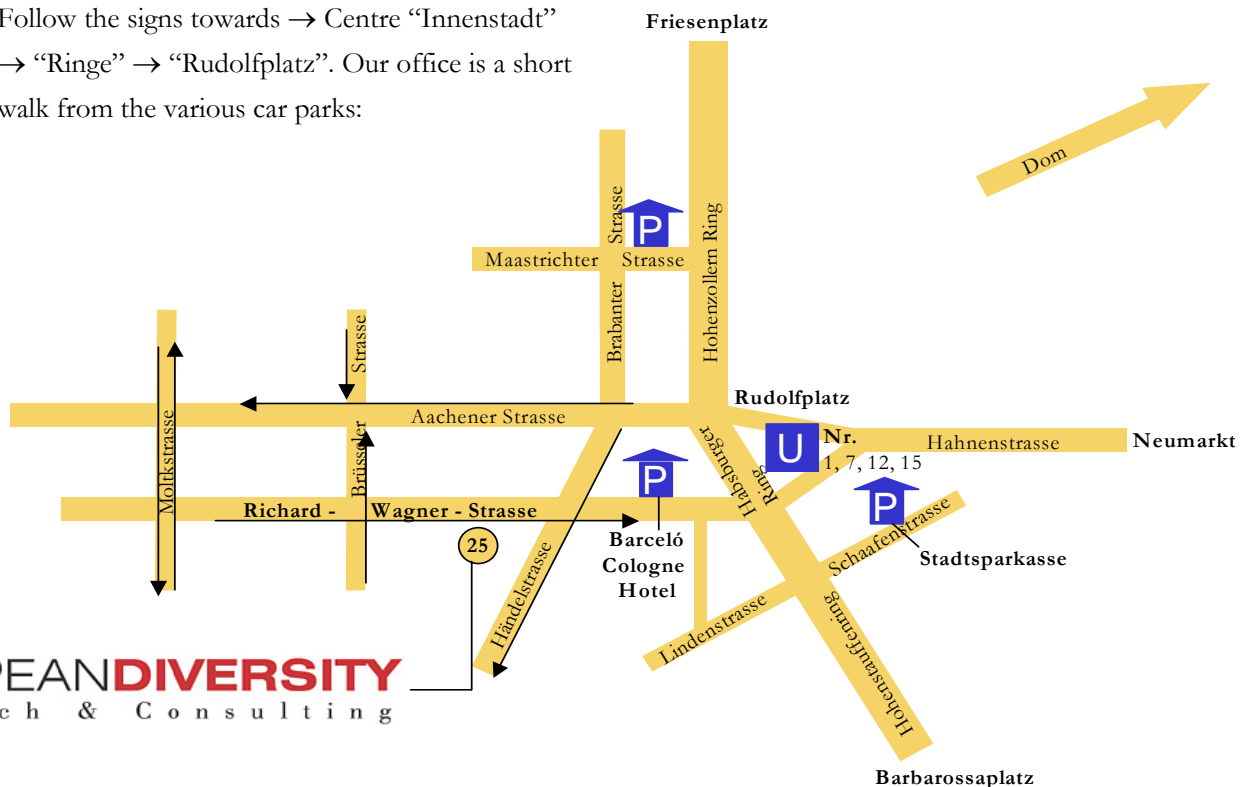 Follow the signs towards → Centre “Innenstadt”
→ “Ringe” → “Rudolfplatz”. Our office is a short
walk from the various car parks:
Friesenplatz
Dom
Strasse
P
Maastrichter Strasse
Hohenzollern Ring
Brabanter
Strasse
Rudolfplatz
Aachener Strasse
Moltkstrasse
Brüsseler
Habsburger
Ring
U
Nr.
1, 7, 12, 15
Hahnenstrasse
Neumarkt
P
P
Richard - Wagner - Strasse
25
Barceló
Cologne
Hotel
Schaafenstrasse
Stadtsparkasse
Händelstrasse
Lindenstrasse
Hohenstauffenring
PEANDIVERSITY
ch & Consulting
Barbarossaplatz